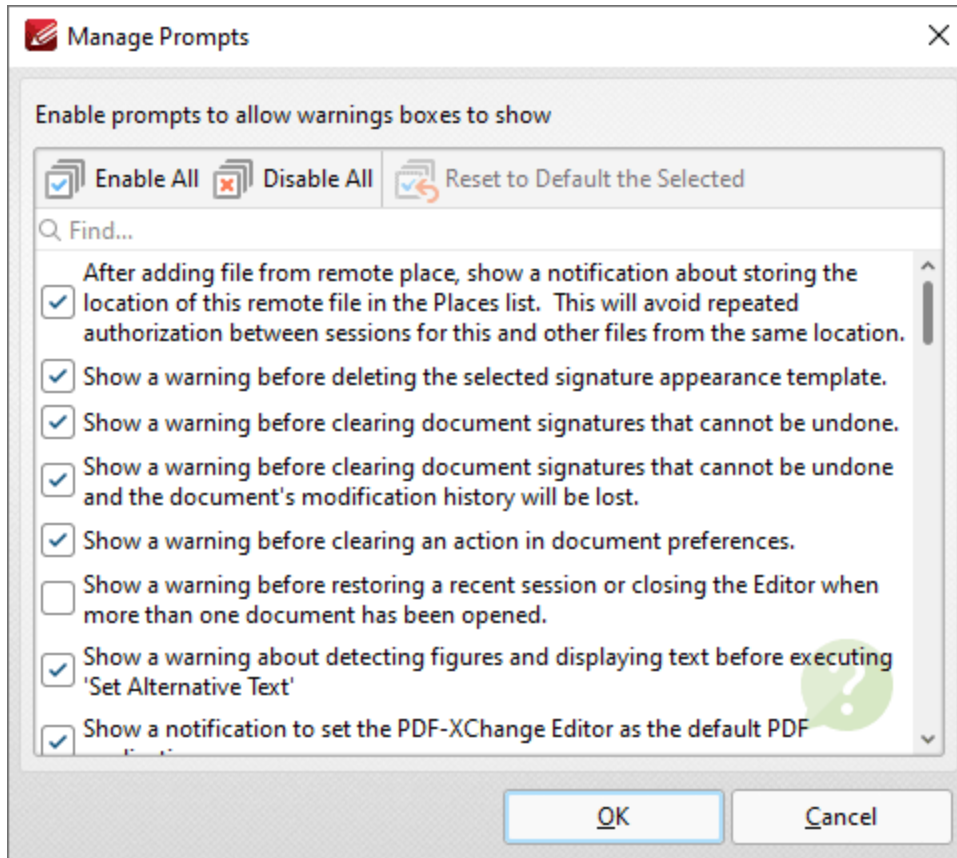 Manage Prompts
Enable prompts to allow warnings boxes to show
Enable All Disable All Reset to Default the Selected
Find...
After adding file from remote place, show a notification about storing the
location of this remote file in the Places list.  This will avoid repeated
authorization between sessions for this and other files from the same location.
Show a warning before deleting the selected signature appearance template.
Show a warning before clearing document signatures that cannot be undone.
Show a warning before clearing document signatures that cannot be undone
and the document's modification history will be lost.
Show a warning before clearing an action in document preferences.
Show a warning before restoring a recent session or closing the Editor when
more than one document has been opened.
Show a warning about detecting figures and displaying text before executing
'Set Alternative Text'
Show a notification to set the PDF-XChange Editor as the default PDF
OK Cancel